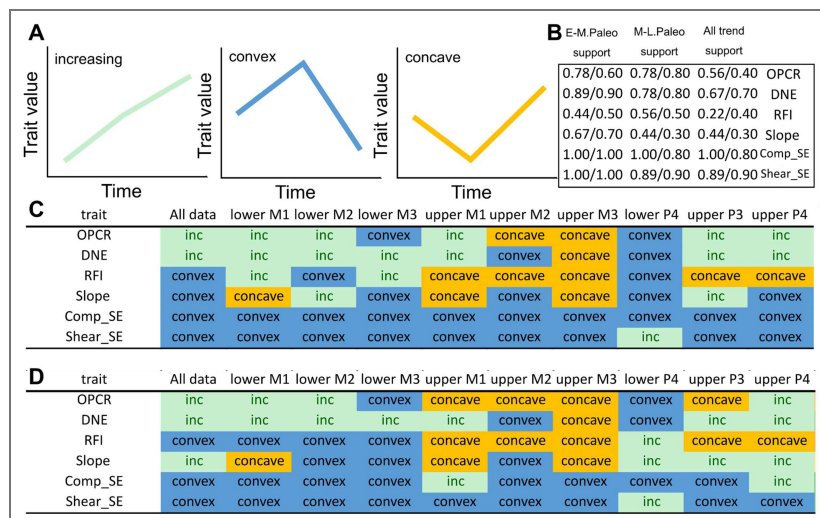 A
increasing
Trait value
Time
convex
Trait value
Time
concave
Trait value
Time
B
E-M.Paleo M-L.Paleo All trend
support support support
0.78/0.60 0.78/0.80 0.56/0.40 OPCR
0.89/0.90 0.78/0.80 0.67/0.70 DNE
0.44/0.50 0.56/0.50 0.22/0.40 RFI
0.67/0.70 0.44/0.30 0.44/0.30 Slope
1.00/1.00 1.00/0.80 1.00/0.80 Comp_SE
1.00/1.00 0.89/0.90 0.89/0.90 Shear_SE
C
trait All data lower M1 lower M2 lower M3 upper M1 upper M2 upper M3 lower P4 upper P3 upper P4
OPCR inc inc inc convex inc concave concave convex inc inc
DNE inc inc inc inc inc convex concave convex inc inc
RFI convex inc convex inc concave concave concave convex concave concave
Slope convex concave inc convex concave convex concave convex inc convex
Comp_SE convex convex convex convex convex convex convex convex convex convex
Shear_SE convex convex convex convex convex convex convex inc convex convex
D
trait All data lower M1 lower M2 lower M3 upper M1 upper M2 upper M3 lower P4 upper P3 upper P4
OPCR inc inc inc convex concave concave concave convex concave inc
DNE inc inc inc inc inc convex concave convex inc inc
RFI convex convex convex convex concave concave concave inc concave concave
Slope inc concave convex convex concave convex concave inc inc inc
Comp_SE convex convex convex convex inc convex convex convex convex inc
Shear_SE convex convex convex convex convex convex convex inc convex convex